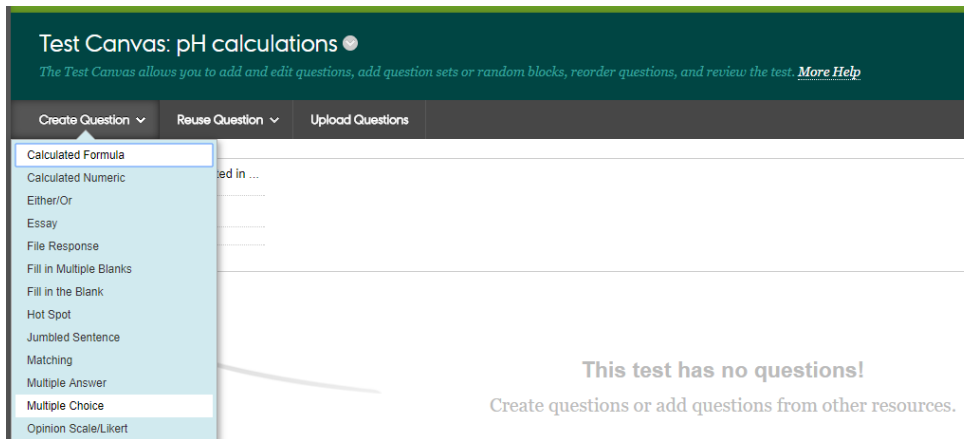 Test Canvas: pH calculations
The Test Canvas allows you to add and edit questions, add question sets or random blocks, reorder questions, and review the test. More Help
Create Question Reuse Question Upload Questions
Calculated Formula
Calculated Numeric
ed in ...
Either/Or
Essay
File Response
Fill in Multiple Blanks
Fill in the Blank
Hot Spot
Jumbled Sentence
Matching
Multiple Answer
Multiple Choice
Opinion Scale/Likert
This test has no questions!
Create questions or add questions from other resources.